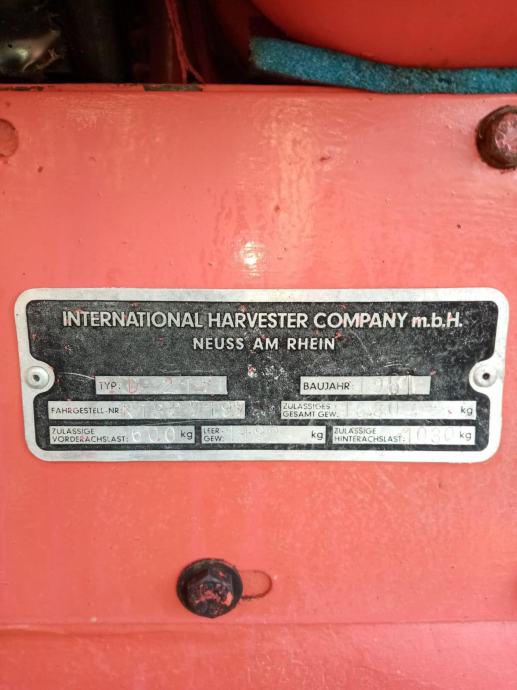 INTERNATIONAL HARVESTER COMPANY m.b.H.
NEUSS AM RHEIN
TYP: BAUJAHR
FAHRGESTELL-NR. ZULÄSSIGES GESAMT GEW. kg
ZULÄSSIGE VORDERACHSLAST: 600 kg LEER-GEW. kg ZULÄSSIGE HINTERACHSLAST: 1080 kg